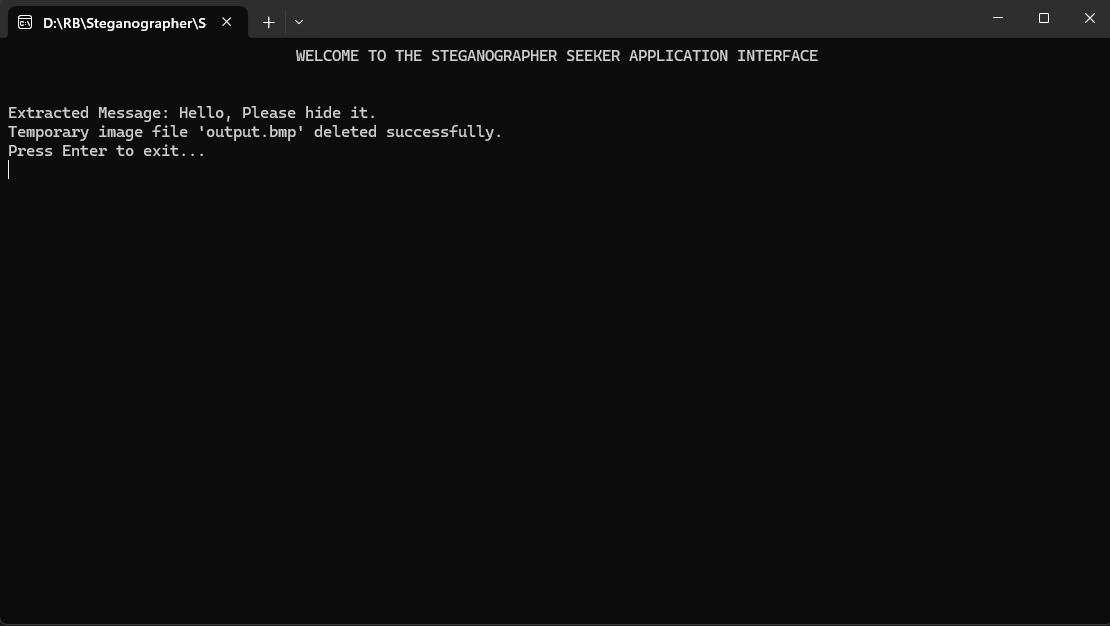 D:\RB\Steganographer\S
WELCOME TO THE STEGANOGRAPHER SEEKER APPLICATION INTERFACE
Extracted Message: Hello, Please hide it.
Temporary image file 'output.bmp' deleted successfully.
Press Enter to exit...